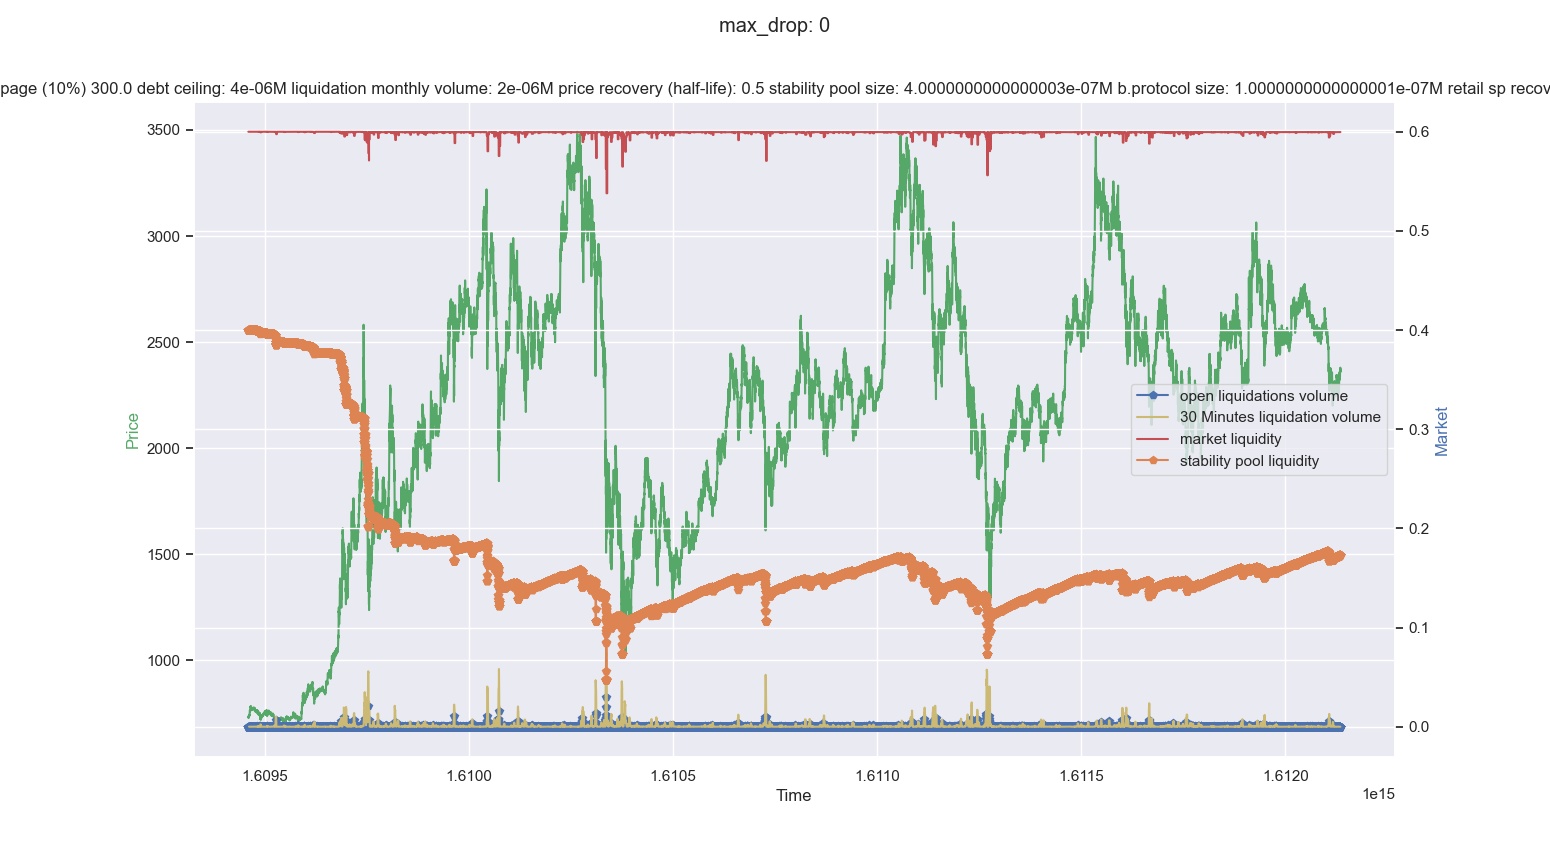 max_drop: 0
page (10%) 300.0 debt ceiling: 4e-06M liquidation monthly volume: 2e-06M price recovery (half-life): 0.5 stability pool size: 4.0000000000000003e-07M b.protocol size: 1.0000000000000001e-07M retail sp recov
3500
3000
2500
2000
1500
1000
Price
0.6
0.5
0.4
0.3
0.2
0.1
0.0
Market
open liquidations volume
30 Minutes liquidation volume
market liquidity
stability pool liquidity
1.6095 1.6100 1.6105 1.6110 1.6115 1.6120
Time
1e15